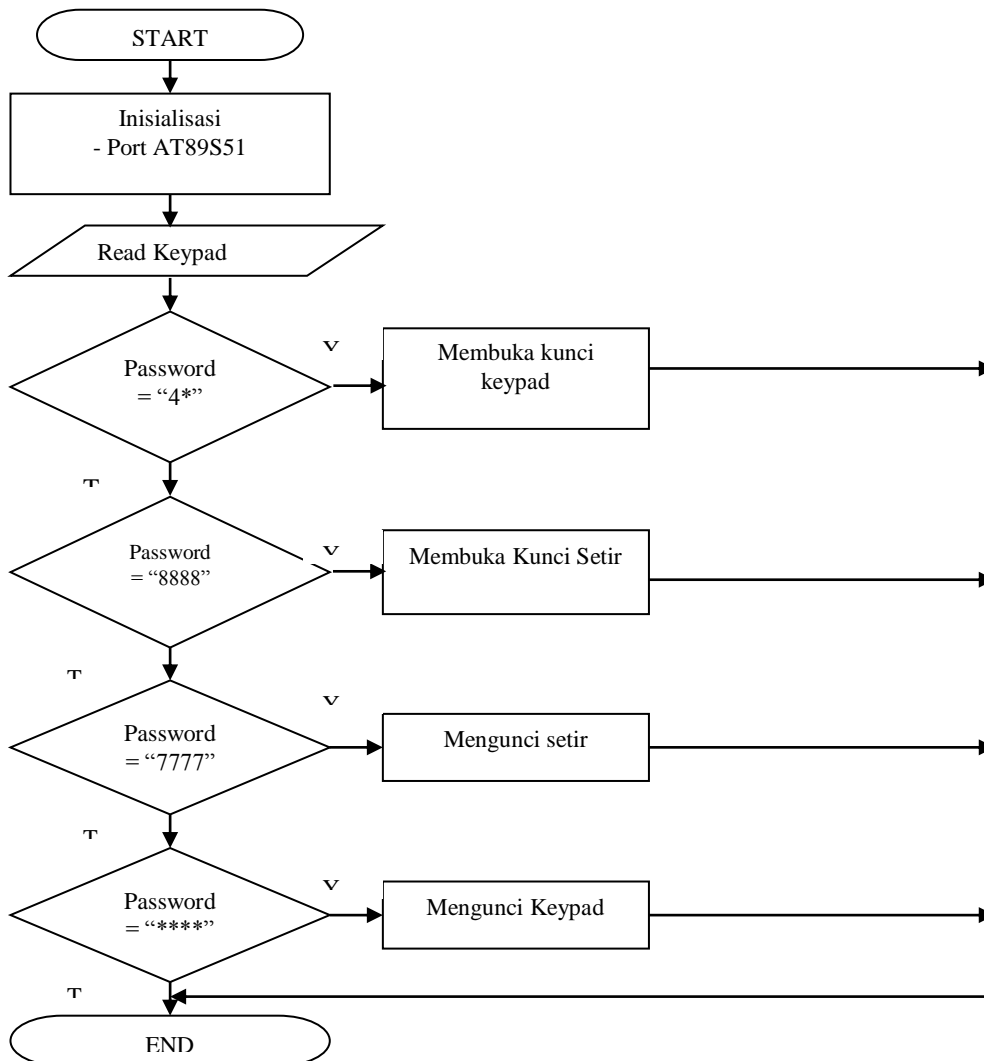 START
Inisialisasi
- Port AT89S51
Read Keypad
Password
= “4*”
Membuka kunci
keypad
Password
= “8888”
Membuka Kunci Setir
Password
= “7777”
Mengunci setir
Password
= “****”
Mengunci Keypad
END